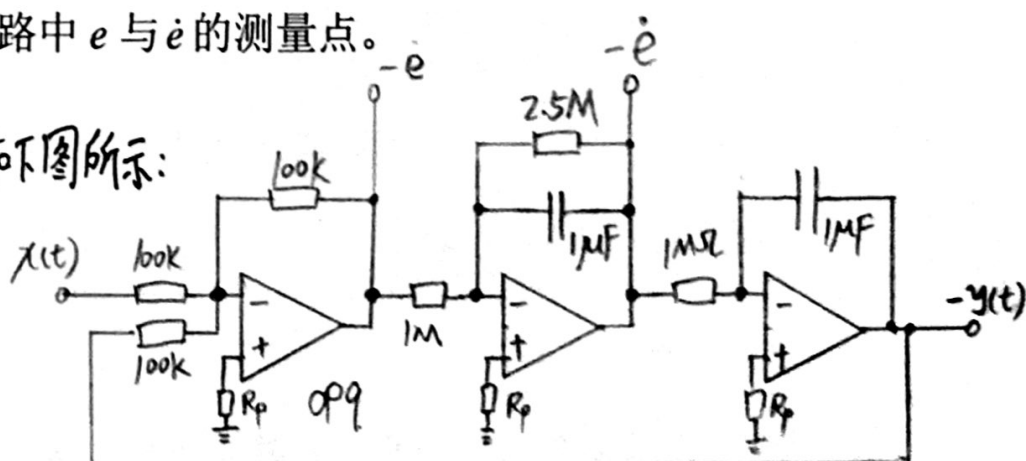 路中 e 与 ė 的测量点。
-ė
-ė
如下图所示:
2.5M
100k
1μF
1μF
x(t)
100k
1MΩ
-y(t)
1M
100k
Rp
Rp
Rp